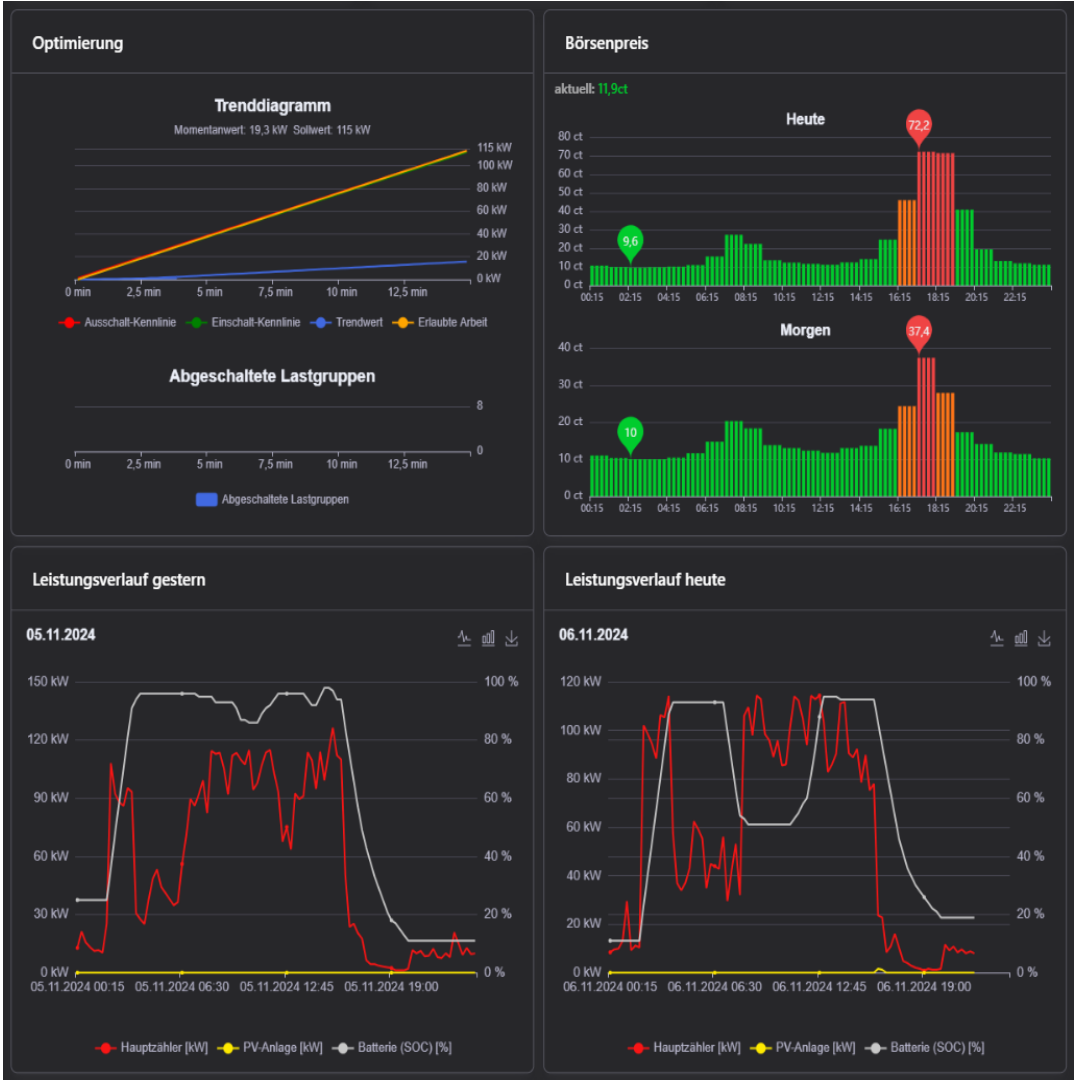 Optimierung
Trenddiagramm
Momentanwert: 19,3 kW Sollwert: 115 kW
115 kW
100 kW
80 kW
60 kW
40 kW
20 kW
0 kW
0 min 2,5 min 5 min 7,5 min 10 min 12,5 min
Ausschalt-Kennlinie Einschalt-Kennlinie Trendwert Erlaubte Arbeit
Abgeschaltete Lastgruppen
8
0
0 min 2,5 min 5 min 7,5 min 10 min 12,5 min
Abgeschaltete Lastgruppen
Börsenpreis
aktuell: 11,9ct
Heute
72,2
9,6
80 ct
70 ct
60 ct
50 ct
40 ct
30 ct
20 ct
10 ct
0 ct
00:15 02:15 04:15 06:15 08:15 10:15 12:15 14:15 16:15 18:15 20:15 22:15
Morgen
37,4
10
40 ct
30 ct
20 ct
10 ct
0 ct
00:15 02:15 04:15 06:15 08:15 10:15 12:15 14:15 16:15 18:15 20:15 22:15
Leistungsverlauf gestern
05.11.2024
150 kW 100 %
120 kW 80 %
90 kW 60 %
60 kW 40 %
30 kW 20 %
0 kW 0 %
05.11.2024 00:15 05.11.2024 06:30 05.11.2024 12:45 05.11.2024 19:00
Hauptzähler [kW] PV-Anlage [kW] Batterie (SOC) [%]
Leistungsverlauf heute
06.11.2024
120 kW 100 %
100 kW 80 %
80 kW 60 %
60 kW 40 %
40 kW 20 %
20 kW 0 %
0 kW
06.11.2024 00:15 06.11.2024 06:30 06.11.2024 12:45 06.11.2024 19:00
Hauptzähler [kW] PV-Anlage [kW] Batterie (SOC) [%]